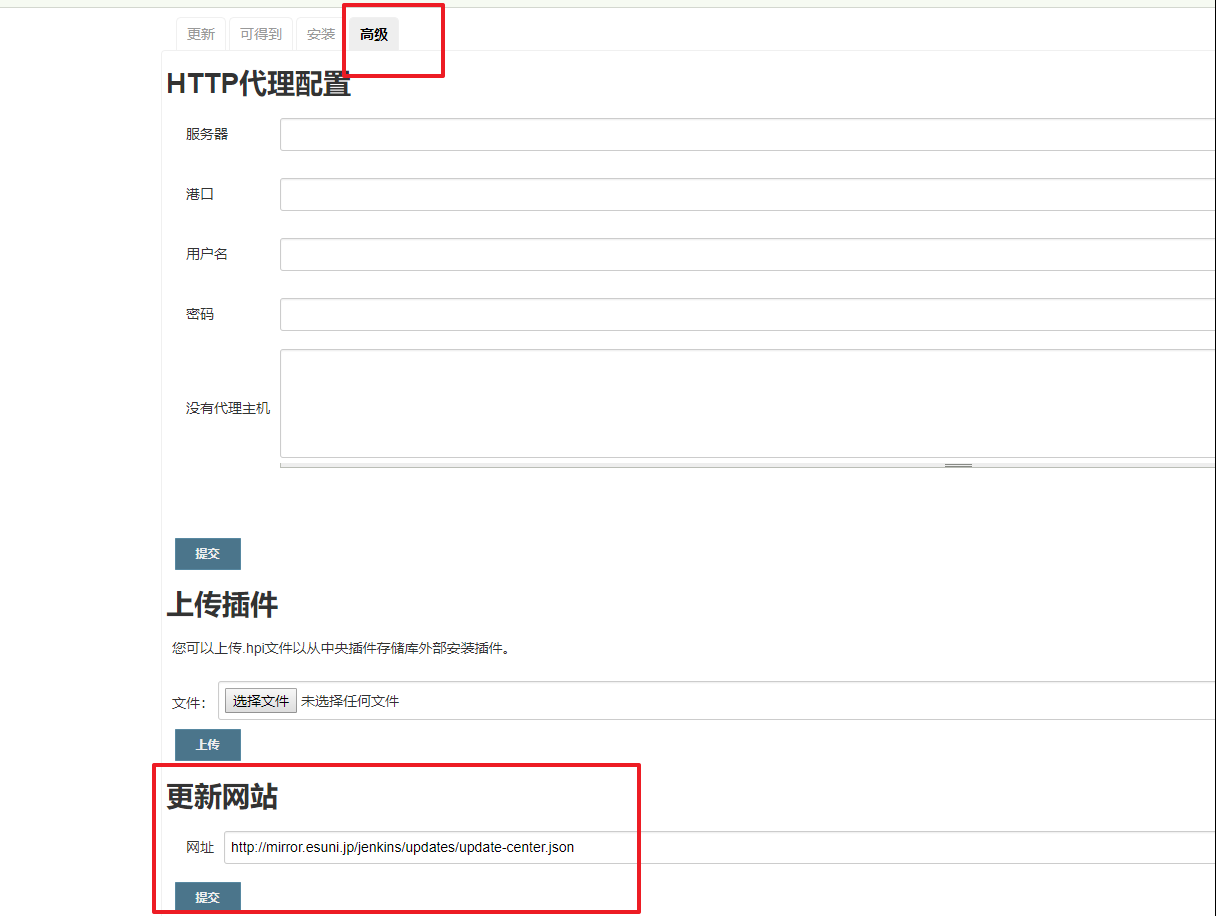 更新 可得到 安装 高级
HTTP代理配置
服务器
港口
用户名
密码
没有代理主机
提交
上传插件
您可以上传.hpi文件以从中央插件存储库外部安装插件。
文件： 选择文件 未选择任何文件
上传
更新网站
网址 http://mirror.esuni.jp/jenkins/updates/update-center.json
提交